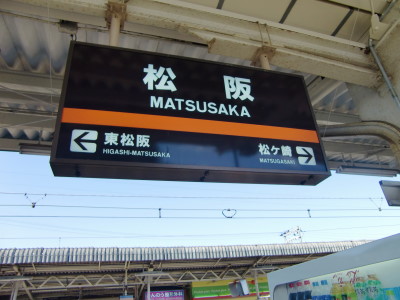 松阪
MATSUSAKA
東松阪
HIGASHI-MATSUSAKA
松ケ崎
MATSUGASAKI